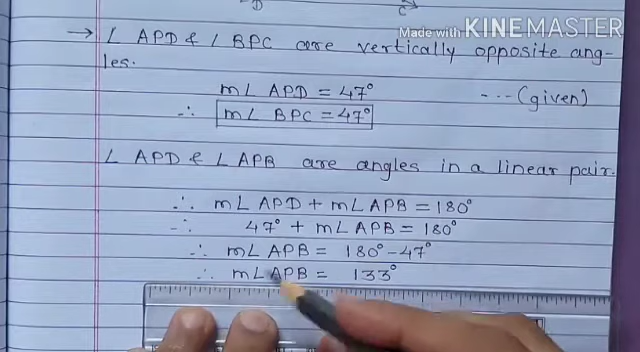 D C
Made with KINEMASTER
→ ∠ APD & ∠ BPC are vertically opposite ang-
les.
m∠ APD = 47° ---(given)
∴ m∠ BPC = 47°
∠ APD & ∠ APB are angles in a linear pair.
∴ m∠ APD + m∠ APB = 180°
∴ 47° + m∠ APB = 180°
∴ m∠ APB = 180° - 47°
∴ m∠ APB = 133°